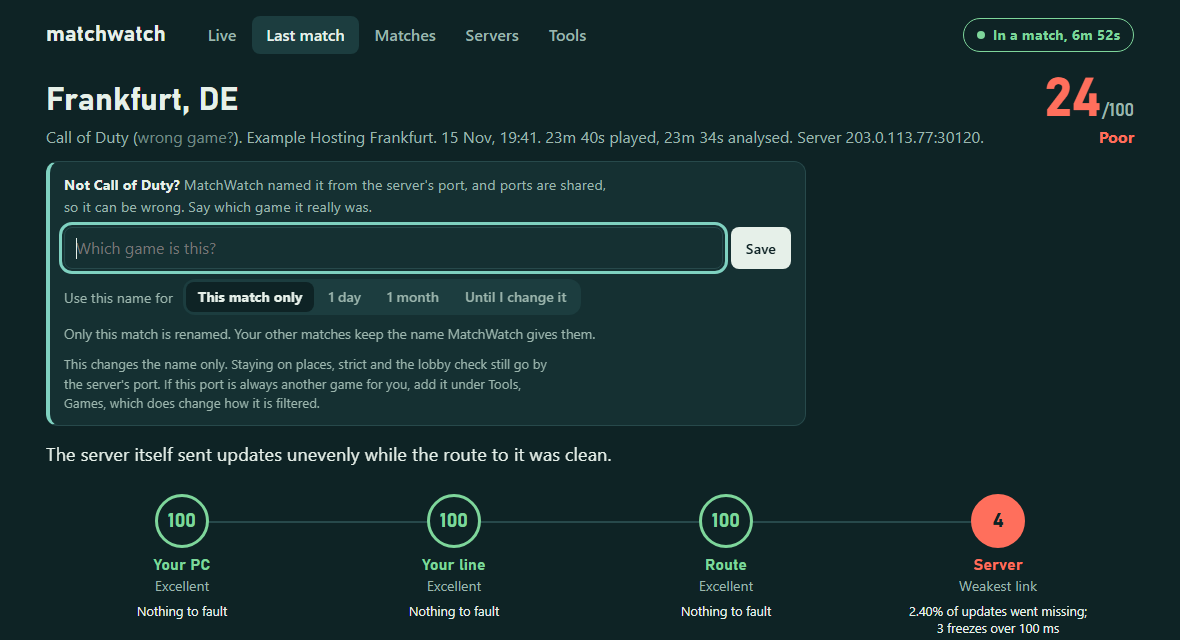 matchwatch
Live
Last match
Matches
Servers
Tools
In a match, 6m 52s
Frankfurt, DE
24/100
Call of Duty (wrong game?). Example Hosting Frankfurt. 15 Nov, 19:41. 23m 40s played, 23m 34s analysed. Server 203.0.113.77:30120.
Poor
Not Call of Duty? MatchWatch named it from the server's port, and ports are shared,
so it can be wrong. Say which game it really was.
Which game is this?
Save
Use this name for
This match only
1 day
1 month
Until I change it
Only this match is renamed. Your other matches keep the name MatchWatch gives them.
This changes the name only. Staying on places, strict and the lobby check still go by
the server's port. If this port is always another game for you, add it under Tools,
Games, which does change how it is filtered.
The server itself sent updates unevenly while the route to it was clean.
100
Your PC
Excellent
Nothing to fault
100
Your line
Excellent
Nothing to fault
100
Route
Excellent
Nothing to fault
4
Server
Weakest link
2.40% of updates went missing;
3 freezes over 100 ms